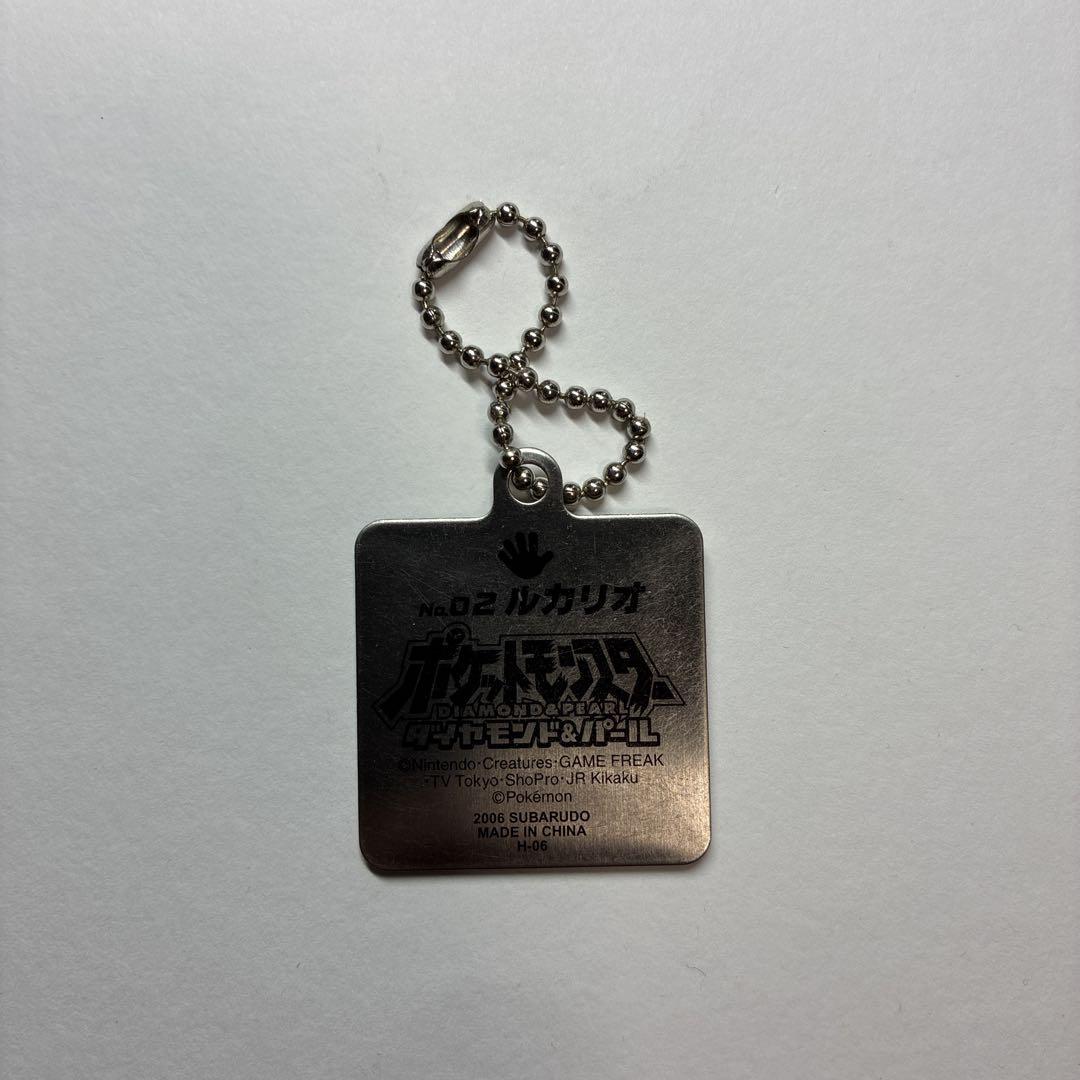 No.02 ルカリオ
ポケットモンスター
DIAMOND & PEARL
ダイヤモンド&パール
©Nintendo・Creatures・GAME FREAK
・TV Tokyo・ShoPro・JR Kikaku
©Pokémon
2006 SUBARUDO
MADE IN CHINA
H-06